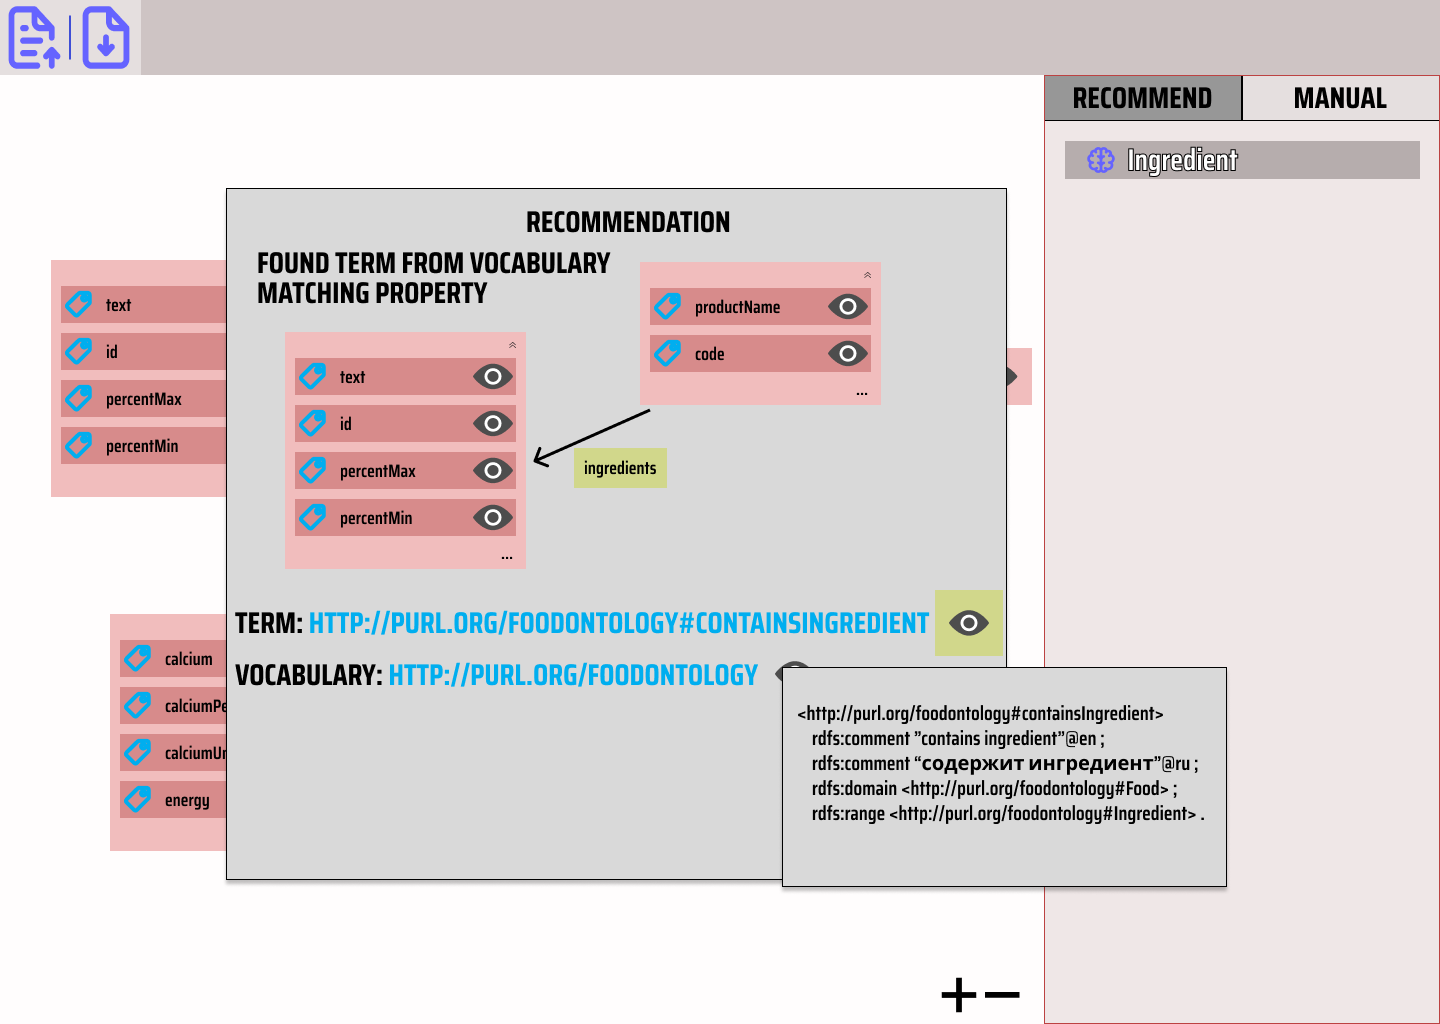 RECOMMEND
MANUAL
Ingredient
RECOMMENDATION
FOUND TERM FROM VOCABULARY
MATCHING PROPERTY
productName
code
...
text
id
percentMax
percentMin
...
ingredients
text
id
percentMax
percentMin
calcium
calciumPe
calciumUn
energy
TERM: HTTP://PURL.ORG/FOODONTOLOGY#CONTAINSINGREDIENT
VOCABULARY: HTTP://PURL.ORG/FOODONTOLOGY
<http://purl.org/foodontology#containsIngredient>
rdfs:comment ”contains ingredient”@en ;
rdfs:comment “содержит ингредиент”@ru ;
rdfs:domain <http://purl.org/foodontology#Food> ;
rdfs:range <http://purl.org/foodontology#Ingredient> .